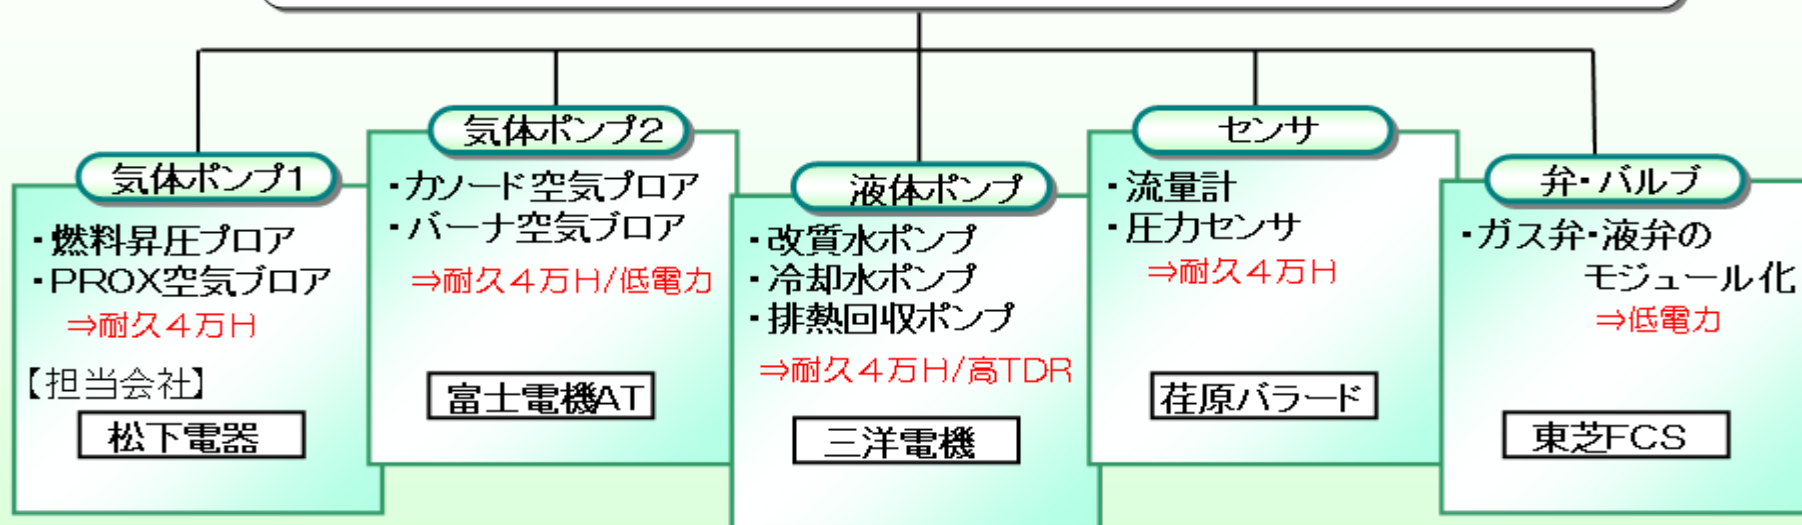 気体ポンプ1
・燃料昇圧ブロア
・PROX空気ブロア
⇒耐久4万H
【担当会社】
松下電器
気体ポンプ2
・カソード空気ブロア
・バーナ空気ブロア
⇒耐久4万H/低電力
富士電機AT
液体ポンプ
・改質水ポンプ
・冷却水ポンプ
・排熱回収ポンプ
⇒耐久4万H/高TDR
三洋電機
センサ
・流量計
・圧力センサ
⇒耐久4万H
荏原バラード
弁・バルブ
・ガス弁・液弁の
モジュール化
⇒低電力
東芝FCS